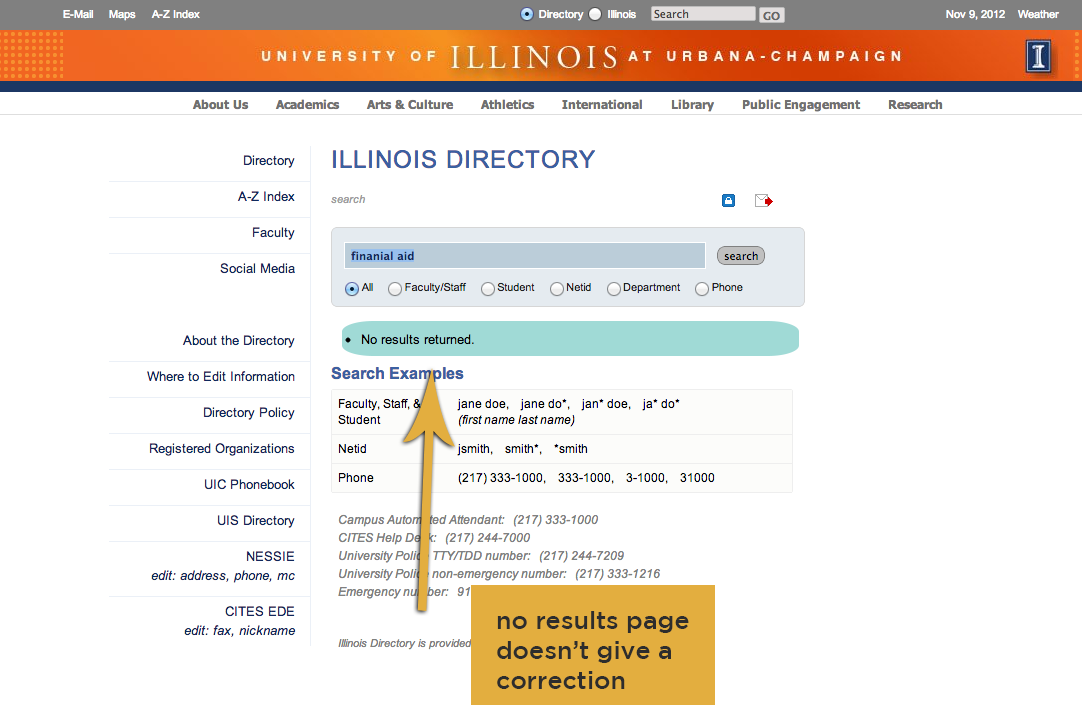 E-Mail Maps A-Z Index Directory Illinois Search GO Nov 9, 2012 Weather
UNIVERSITY OF ILLINOIS AT URBANA-CHAMPAIGN
I
About Us Academics Arts & Culture Athletics International Library Public Engagement Research
Directory
A-Z Index
Faculty
Social Media
About the Directory
Where to Edit Information
Directory Policy
Registered Organizations
UIC Phonebook
UIS Directory
NESSIE
edit: address, phone, mc
CITES EDE
edit: fax, nickname
ILLINOIS DIRECTORY
search
finanial aid search
All Faculty/Staff Student Netid Department Phone
• No results returned.
Search Examples
Faculty, Staff, & jane doe, jane do*, jan* doe, ja* do*
Student (first name last name)
Netid jsmith, smith*, *smith
Phone (217) 333-1000, 333-1000, 3-1000, 31000
Campus Automated Attendant: (217) 333-1000
CITES Help Desk: (217) 244-7000
University Police TTY/TDD number: (217) 244-7209
University Police non-emergency number: (217) 333-1216
Emergency number: 91
Illinois Directory is provided
no results page
doesn't give a
correction